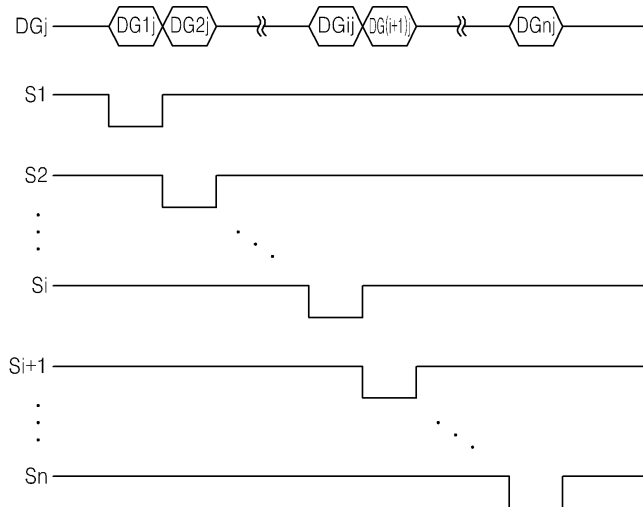 DGj DG1j DG2j DGij DG(i+1)j DGnj
S1
S2
Si
Si+1
Sn